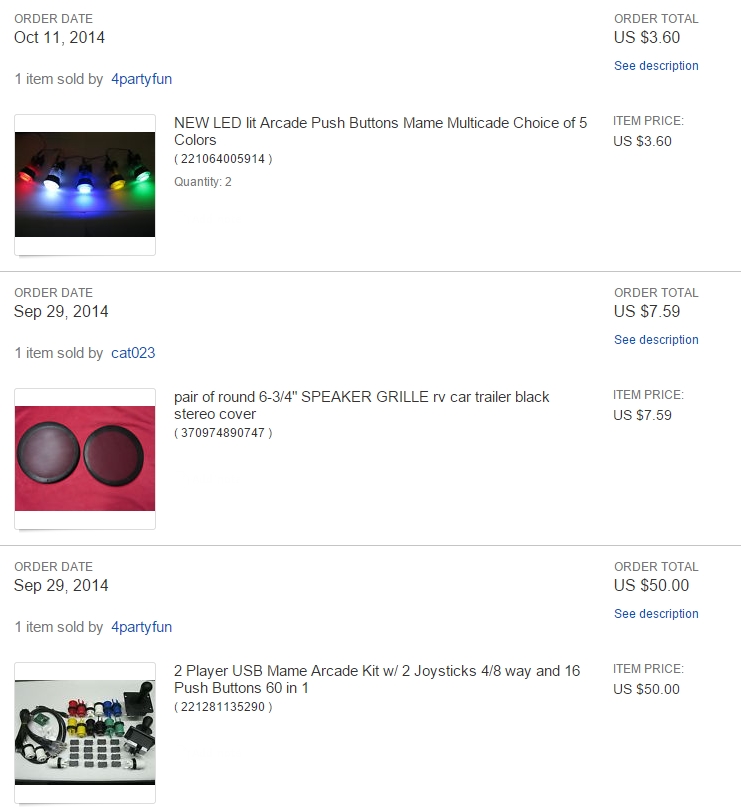 ORDER DATE
ORDER TOTAL
Oct 11, 2014
US $3.60
See description
1 item sold by 4partyfun
NEW LED lit Arcade Push Buttons Mame Multicade Choice of 5
Colors
( 221064005914 )
Quantity: 2
ITEM PRICE:
US $3.60
ORDER DATE
ORDER TOTAL
Sep 29, 2014
US $7.59
See description
1 item sold by cat023
pair of round 6-3/4" SPEAKER GRILLE rv car trailer black
stereo cover
( 370974890747 )
ITEM PRICE:
US $7.59
ORDER DATE
ORDER TOTAL
Sep 29, 2014
US $50.00
See description
1 item sold by 4partyfun
2 Player USB Mame Arcade Kit w/ 2 Joysticks 4/8 way and 16
Push Buttons 60 in 1
( 221281135290 )
ITEM PRICE:
US $50.00